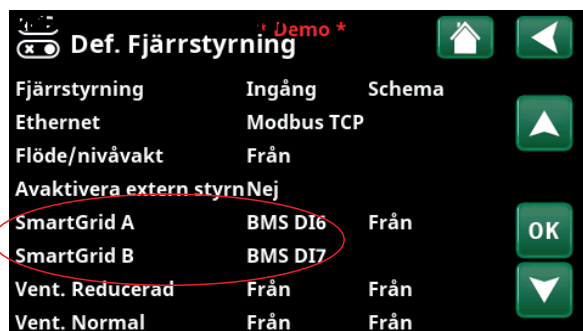 * Demo *
Def. Fjärrstyrning
Fjärrstyrning Ingång Schema
Ethernet Modbus TCP
Flöde/nivåvakt Från
Avaktivera extern styrn Nej
SmartGrid A BMS DI6 Från
SmartGrid B BMS DI7
Vent. Reducerad Från Från
Vent. Normal Från Från
OK